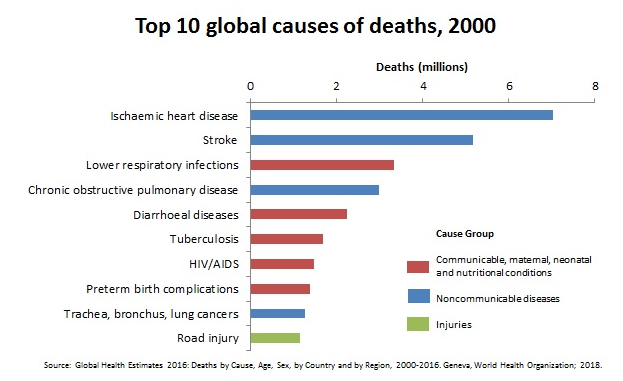 Top 10 global causes of deaths, 2000
Deaths (millions)
0 2 4 6 8
Ischaemic heart disease
Stroke
Lower respiratory infections
Chronic obstructive pulmonary disease
Diarrhoeal diseases
Tuberculosis
HIV/AIDS
Preterm birth complications
Trachea, bronchus, lung cancers
Road injury
Cause Group
Communicable, maternal, neonatal
and nutritional conditions
Noncommunicable diseases
Injuries
Source: Global Health Estimates 2016: Deaths by Cause, Age, Sex, by Country and by Region, 2000-2016. Geneva, World Health Organization; 2018.